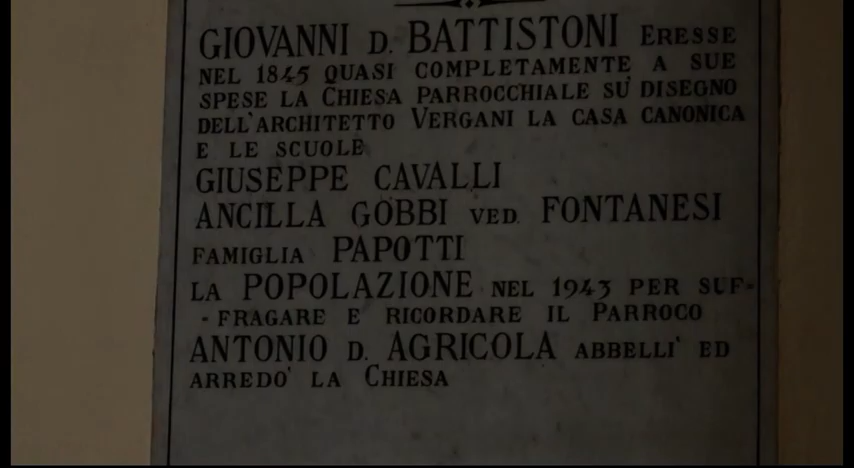 GIOVANNI D. BATTISTONI ERESSE
NEL 1845 QUASI COMPLETAMENTE A SUE
SPESE LA CHIESA PARROCCHIALE SU' DISEGNO
DELL'ARCHITETTO VERGANI LA CASA CANONICA
E LE SCUOLE
GIUSEPPE CAVALLI
ANCILLA GOBBI VED. FONTANESI
FAMIGLIA PAPOTTI
LA POPOLAZIONE NEL 1943 PER SUF-
-FRAGARE E RICORDARE IL PARROCO
ANTONIO D. AGRICOLA ABBELLI' ED
ARREDO' LA CHIESA